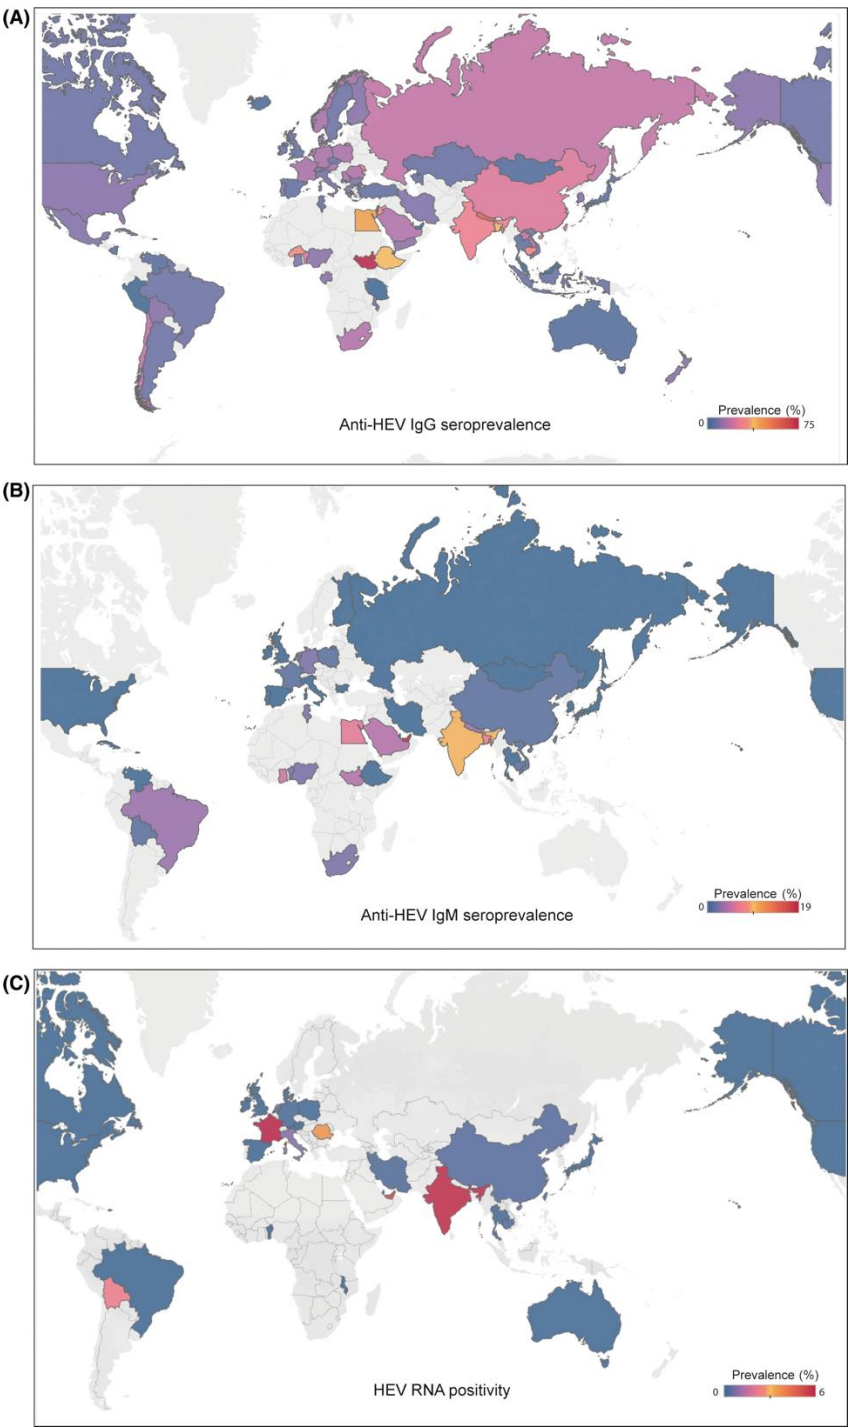 (A)
Anti-HEV IgG seroprevalence
Prevalence (%)
0 75
(B)
Anti-HEV IgM seroprevalence
Prevalence (%)
0 19
(C)
HEV RNA positivity
Prevalence (%)
0 6